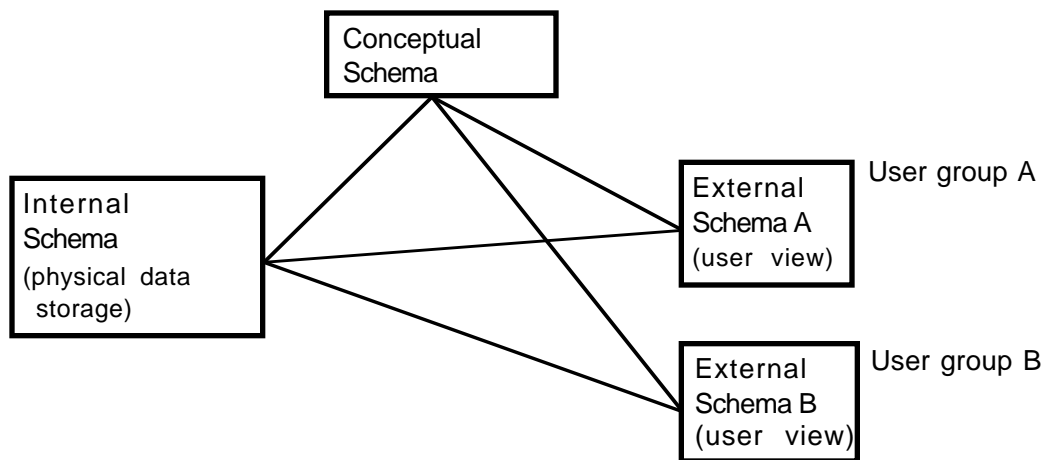 Conceptual
Schema
Internal
Schema
(physical data
storage)
External
Schema A
(user view)
User group A
External
Schema B
(user view)
User group B